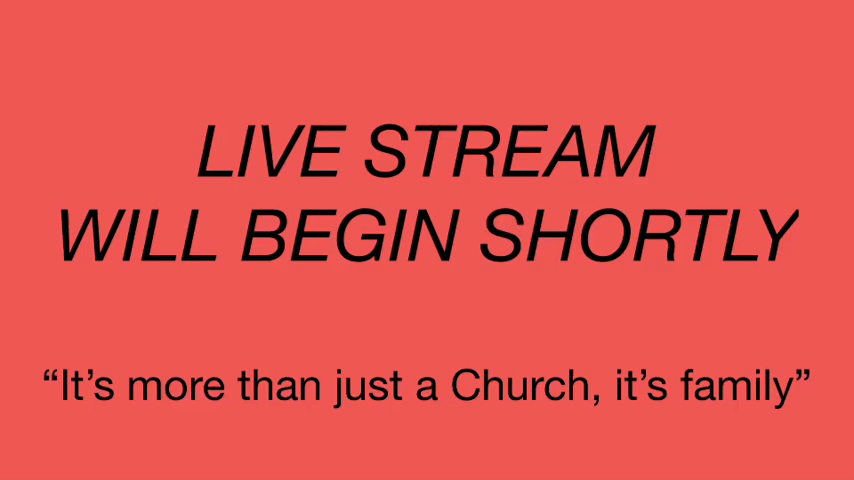 LIVE STREAM
WILL BEGIN SHORTLY
“It’s more than just a Church, it’s family”